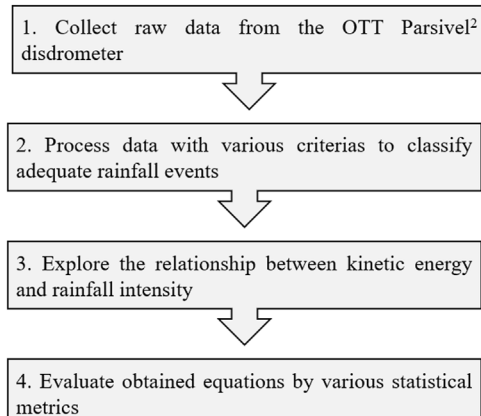 1. Collect raw data from the OTT Parsivel²
disdrometer
2. Process data with various criterias to classify
adequate rainfall events
3. Explore the relationship between kinetic energy
and rainfall intensity
4. Evaluate obtained equations by various statistical
metrics